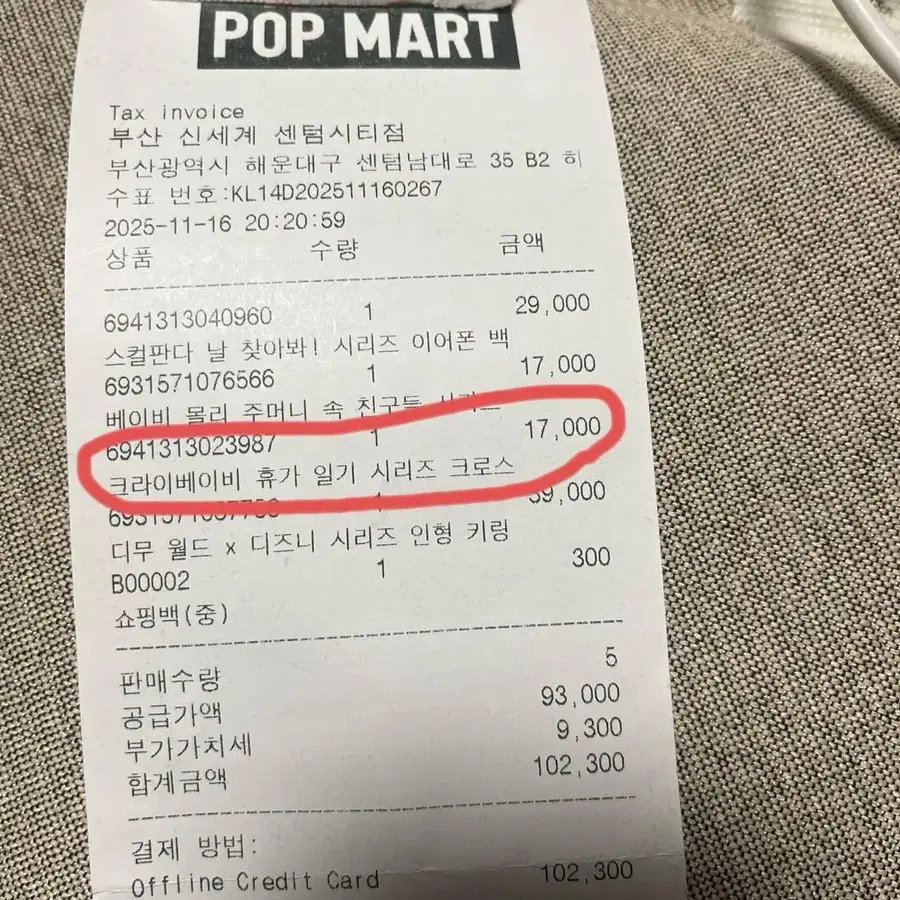 POP MART
Tax invoice
부산 신세계 센텀시티점
부산광역시 해운대구 센텀남대로 35 B2 하
수표 번호:KL14D202511160267
2025-11-16 20:20:59
상품 수량 금액
6941313040960 1 29,000
스컬판다 날 찾아봐! 시리즈 이어폰 백
6931571076566 1 17,000
베이비 몰리 주머니 속 친구들 시리즈
6941313023987 1 17,000
크라이베이비 휴가 일기 시리즈 크로스
1 39,000
디무 월드 x 디즈니 시리즈 인형 키링
B00002 1 300
쇼핑백(중)
판매수량 5
공급가액 93,000
부가가치세 9,300
합계금액 102,300
결제 방법:
Offline Credit Card 102,300